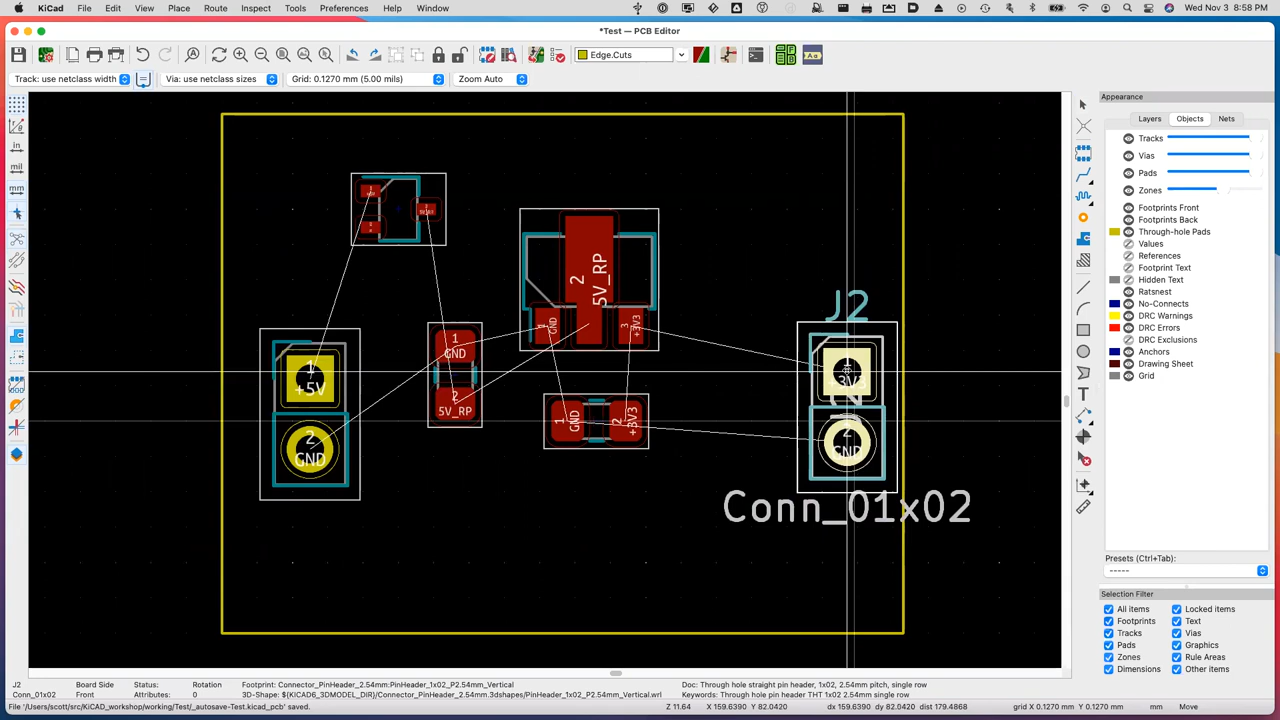 KiCad File Edit View Place Route Inspect Tools Preferences Help Window
Wed Nov 3 8:58 PM
*Test — PCB Editor
Edge.Cuts
Track: use netclass width
Via: use netclass sizes
Grid: 0.1270 mm (5.00 mils)
Zoom Auto
in
mil
mm
1
+5V
2
GND
1
GND
2
5V_RP
2
5V_RP
1
GND
3
+3V3
1
GND
2
+3V3
J2
1
+3V3
2
GND
Conn_01x02
Appearance
Layers Objects Nets
Tracks
Vias
Pads
Zones
Footprints Front
Footprints Back
Through-hole Pads
Values
References
Footprint Text
Hidden Text
Ratsnest
No-Connects
DRC Warnings
DRC Errors
DRC Exclusions
Anchors
Drawing Sheet
Grid
Presets (Ctrl+Tab):
-----
Selection Filter
All items Locked items
Footprints Text
Tracks Vias
Pads Graphics
Zones Rule Areas
Dimensions Other items
J2 Board Side Status: Rotation Footprint: Connector_PinHeader_2.54mm:PinHeader_1x02_P2.54mm_Vertical Doc: Through hole straight pin header, 1x02, 2.54mm pitch, single row
Conn_01x02 Front Attributes: 0 3D-Shape: ${KICAD6_3DMODEL_DIR}/Connector_PinHeader_2.54mm.3dshapes/PinHeader_1x02_P2.54mm_Vertical.wrl Keywords: Through hole pin header THT 1x02 2.54mm single row
File '/Users/scott/src/KiCAD_workshop/working/Test/_autosave-Test.kicad_pcb' saved. Z 11.64 X 159.6390 Y 82.0420 dx 159.6390 dy 82.0420 dist 179.4868 grid X 0.1270 Y 0.1270 mm Move